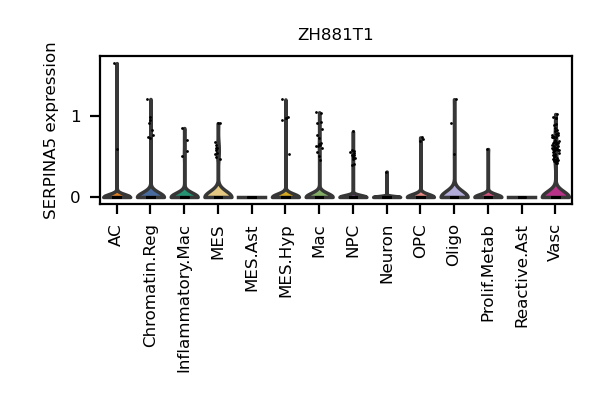 ZH881T1
SERPINA5 expression
1
0
AC
Chromatin.Reg
Inflammatory.Mac
MES
MES.Ast
MES.Hyp
Mac
NPC
Neuron
OPC
Oligo
Prolif.Metab
Reactive.Ast
Vasc